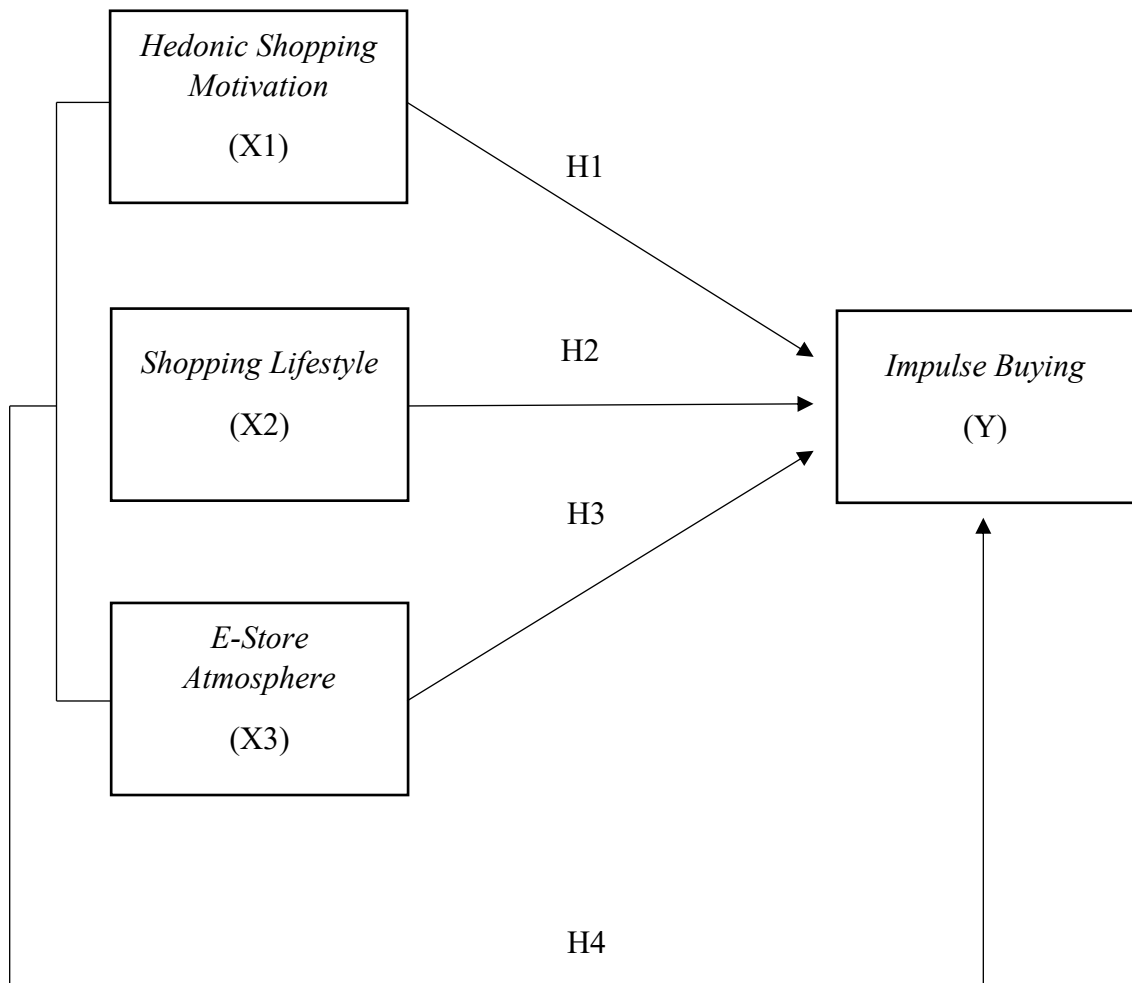 Hedonic Shopping
Motivation
(X1)
H1
Shopping Lifestyle
(X2)
H2
Impulse Buying
(Y)
H3
E-Store
Atmosphere
(X3)
H4